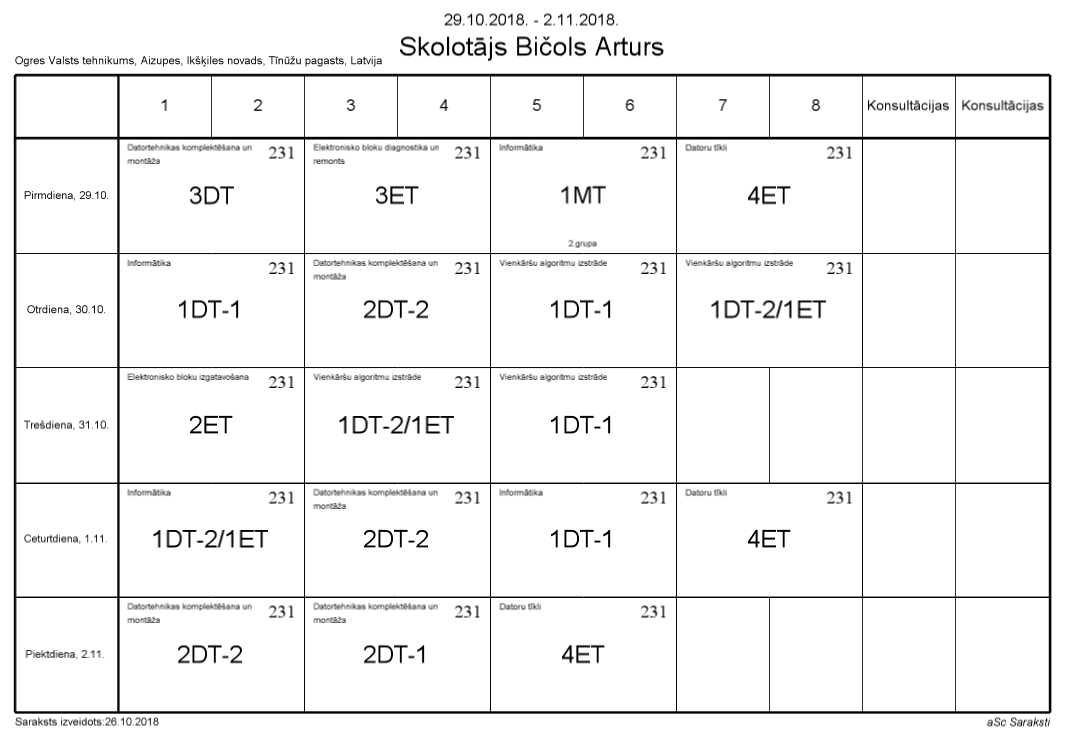 29.10.2018. - 2.11.2018.
Skolotājs Bičols Arturs
Ogres Valsts tehnikums, Aizupes, Ikšķiles novads, Tīnūžu pagasts, Latvija
1 2 3 4 5 6 7 8 Konsultācijas Konsultācijas
Pirmdiena, 29.10.
Datortehnikas komplektēšana un
montāža
231
3DT
Elektronisko bloku diagnostika un
remonts
231
3ET
Informātika
231
1MT
2.grupa
Datoru tīkli
231
4ET
Otrdiena, 30.10.
Informātika
231
1DT-1
Datortehnikas komplektēšana un
montāža
231
2DT-2
Vienkāršu algoritmu izstrāde
231
1DT-1
Vienkāršu algoritmu izstrāde
231
1DT-2/1ET
Trešdiena, 31.10.
Elektronisko bloku izgatavošana
231
2ET
Vienkāršu algoritmu izstrāde
231
1DT-2/1ET
Vienkāršu algoritmu izstrāde
231
1DT-1
Ceturtdiena, 1.11.
Informātika
231
1DT-2/1ET
Datortehnikas komplektēšana un
montāža
231
2DT-2
Informātika
231
1DT-1
Datoru tīkli
231
4ET
Piektdiena, 2.11.
Datortehnikas komplektēšana un
montāža
231
2DT-2
Datortehnikas komplektēšana un
montāža
231
2DT-1
Datoru tīkli
231
4ET
Saraksts izveidots:26.10.2018
aSc Saraksti